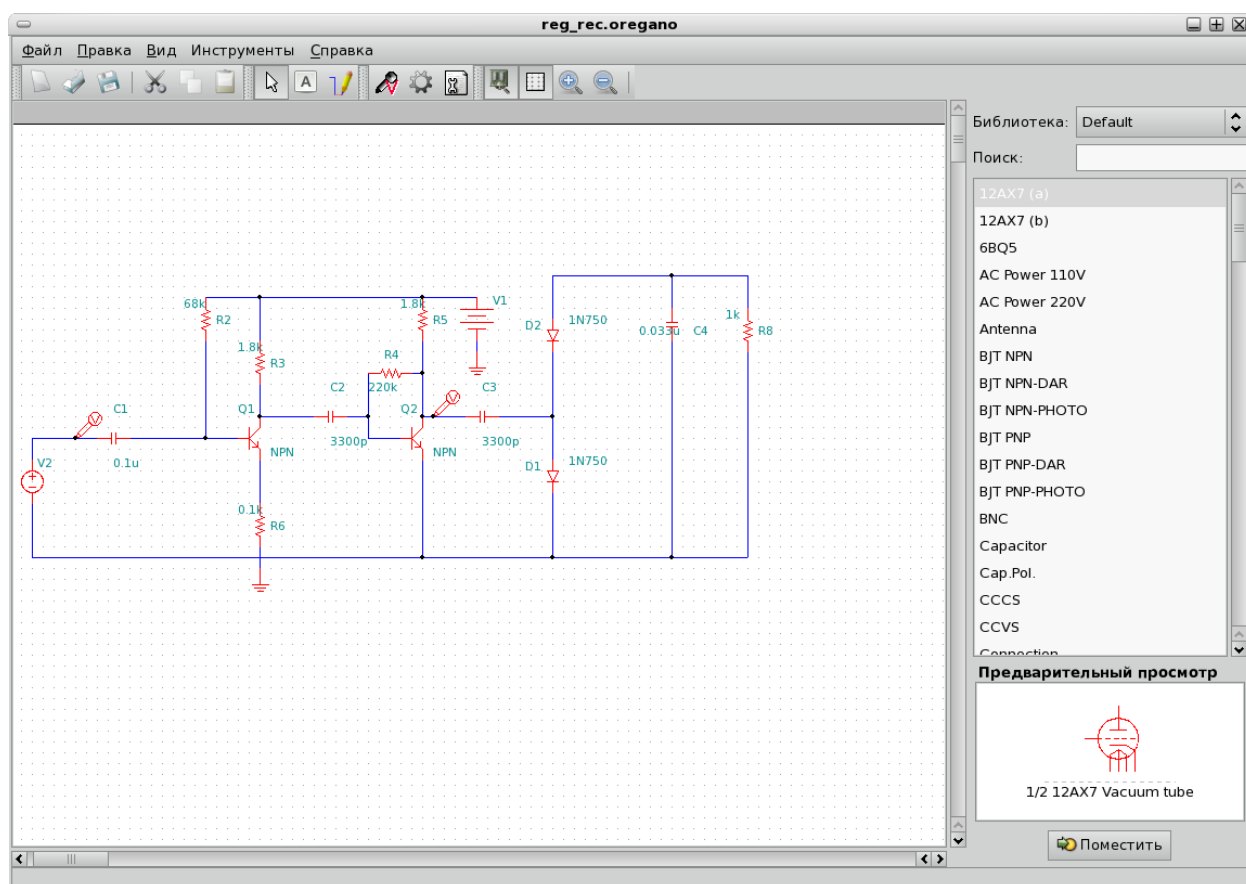 reg_rec.oregano
Файл Правка Вид Инструменты Справка
A
Библиотека: Default
Поиск:
12AX7 (a)
12AX7 (b)
6BQ5
AC Power 110V
AC Power 220V
Antenna
BJT NPN
BJT NPN-DAR
BJT NPN-PHOTO
BJT PNP
BJT PNP-DAR
BJT PNP-PHOTO
BNC
Capacitor
Cap.Pol.
CCCS
CCVS
Connection
Предварительный просмотр
1/2 12AX7 Vacuum tube
Поместить
68k
R2
1.8k
R3
1.8k
R5
V1
R4
220k
C2
3300p
Q1
NPN
Q2
NPN
V
C3
3300p
V
C1
0.1u
V2
0.1k
R6
D2
1N750
D1
1N750
0.033u
C4
1k
R8